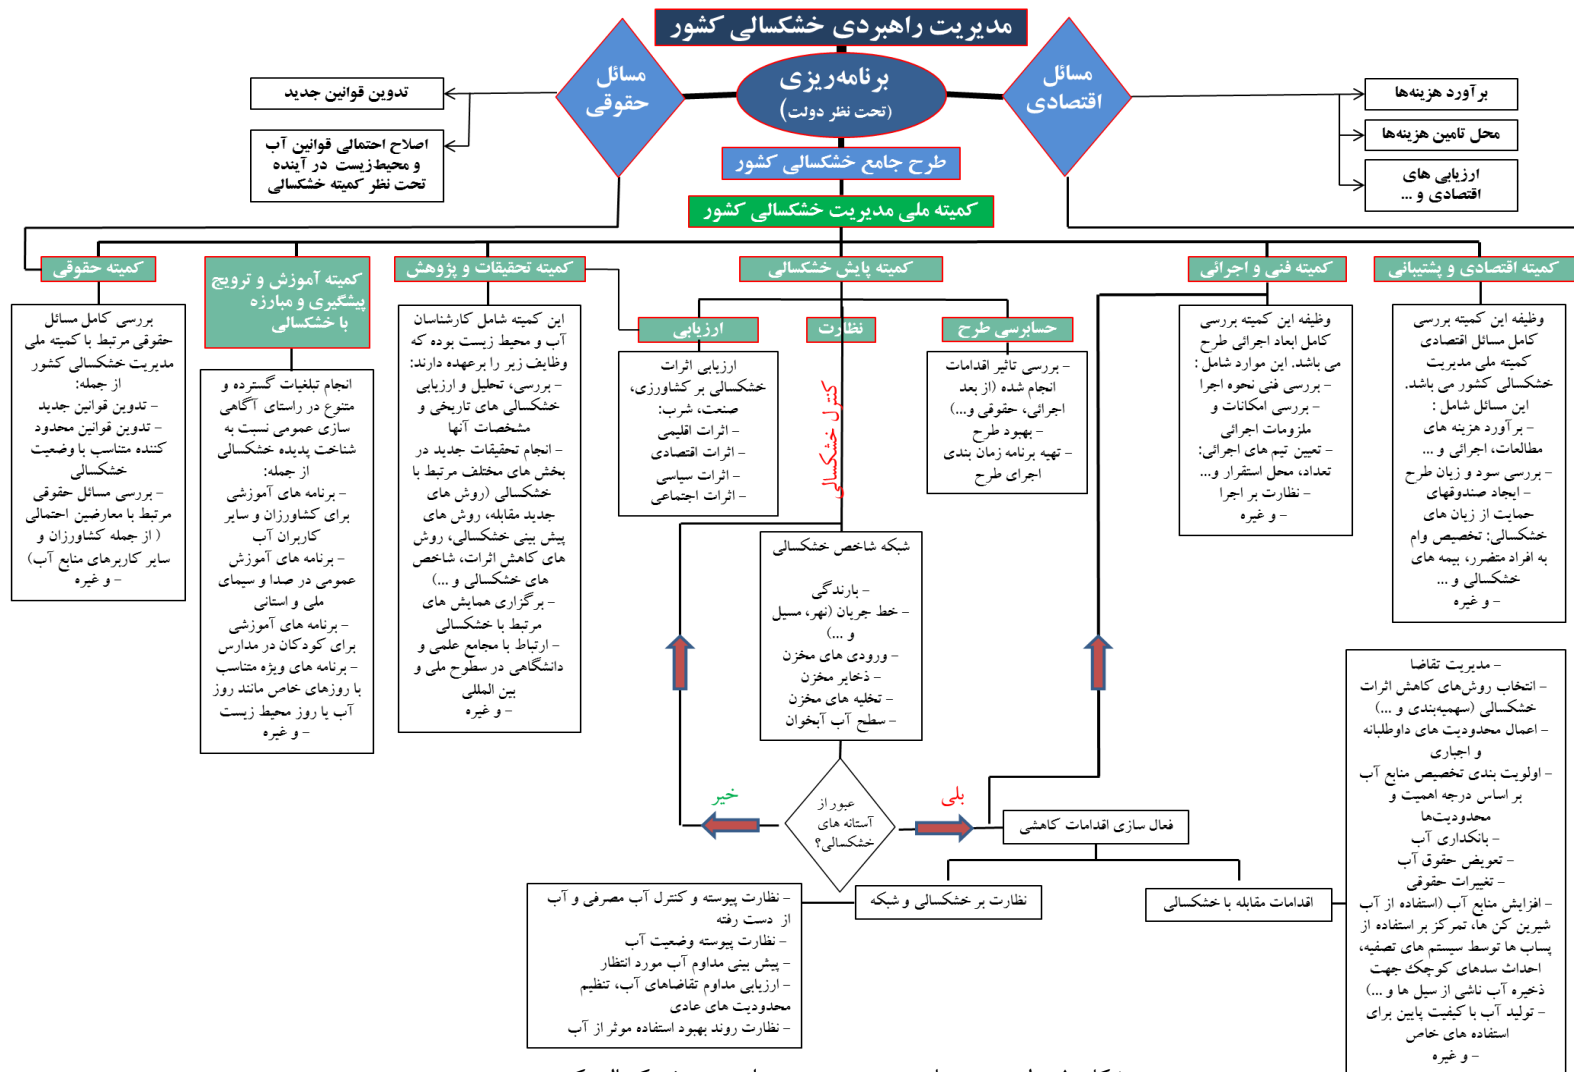 مدیریت راهبردی خشکسالی کشور
مسائل
اقتصادی
برنامه‌ریزی
(تحت نظر دولت)
مسائل
حقوقی
برآورد هزینه‌ها
محل تامین هزینه‌ها
ارزیابی های
اقتصادی و ...
تدوین قوانین جدید
اصلاح احتمالی قوانین آب
و محیط‌زیست در آینده
تحت نظر کمیته خشکسالی
طرح جامع خشکسالی کشور
کمیته ملی مدیریت خشکسالی کشور
کمیته اقتصادی و پشتیبانی
وظیفه این کمیته بررسی
کامل مسائل اقتصادی
کمیته ملی مدیریت
خشکسالی کشور می باشد.
این مسائل شامل :
- برآورد هزینه های
مطالعات، اجرائی و ...
- بررسی سود و زیان طرح
- ایجاد صندوقهای
حمایت از زیان های
خشکسالی: تخصیص وام
به افراد متضرر، بیمه های
خشکسالی و ...
- و غیره
کمیته فنی و اجرائی
وظیفه این کمیته بررسی
کامل ابعاد اجرائی طرح
می باشد. این موارد شامل :
- بررسی فنی نحوه اجرا
- بررسی امکانات و
ملزومات اجرائی
- تعیین تیم های اجرائی:
تعداد، محل استقرار و...
- نظارت بر اجرا
- و غیره
کمیته پایش خشکسالی
حسابرسی طرح
- بررسی تاثیر اقدامات
انجام شده (از بعد
اجرائی، حقوقی و...)
- بهبود طرح
- تهیه برنامه زمان بندی
اجرای طرح
نظارت
کنترل خشکسالی
ارزیابی
ارزیابی اثرات
خشکسالی بر کشاورزی،
صنعت، شرب:
- اثرات اقلیمی
- اثرات اقتصادی
- اثرات سیاسی
- اثرات اجتماعی
کمیته تحقیقات و پژوهش
این کمیته شامل کارشناسان
آب و محیط زیست بوده که
وظایف زیر را برعهده دارند:
- بررسی، تحلیل و ارزیابی
خشکسالی های تاریخی و
مشخصات آنها
- انجام تحقیقات جدید در
بخش های مختلف مرتبط با
خشکسالی (روش های
جدید مقابله، روش های
پیش بینی خشکسالی، روش
های کاهش اثرات، شاخص
های خشکسالی و ...)
- برگزاری همایش های
مرتبط با خشکسالی
- ارتباط با مجامع علمی و
دانشگاهی در سطوح ملی و
بین المللی
- و غیره
کمیته آموزش و ترویج
پیشگیری و مبارزه
با خشکسالی
انجام تبلغیات گسترده و
متنوع در راستای آگاهی
سازی عمومی نسبت به
شناخت پدیده خشکسالی
از جمله:
- برنامه های آموزشی
برای کشاورزان و سایر
کاربران آب
- برنامه های آموزش
عمومی در صدا و سیمای
ملی و استانی
- برنامه های آموزشی
برای کودکان در مدارس
- برنامه های ویژه متناسب
با روزهای خاص مانند روز
آب یا روز محیط زیست
- و غیره
کمیته حقوقی
بررسی کامل مسائل
حقوقی مرتبط با کمیته ملی
مدیریت خشکسالی کشور
از جمله:
- تدوین قوانین جدید
- تدوین قوانین محدود
کننده متناسب با وضعیت
خشکسالی
- بررسی مسائل حقوقی
مرتبط با معارضین احتمالی
( از جمله کشاورزان و
سایر کاربرهای منابع آب)
- و غیره
شبکه شاخص خشکسالی
- بارندگی
- خط جریان (نهر، مسیل
و ...)
- ورودی های مخزن
- ذخایر مخزن
- تخلیه های مخزن
- سطح آب آبخوان
عبور از
آستانه های
خشکسالی؟
بلی
خیر
فعال سازی اقدامات کاهشی
اقدامات مقابله با خشکسالی
نظارت بر خشکسالی و شبکه
- مدیریت تقاضا
- انتخاب روش‌های کاهش اثرات
خشکسالی (سهمیه‌بندی و ...)
- اعمال محدودیت های داوطلبانه
و اجباری
- اولویت بندی تخصیص منابع آب
بر اساس درجه اهمیت و
محدودیت‌ها
- بانکداری آب
- تعویض حقوق آب
- تغییرات حقوقی
- افزایش منابع آب (استفاده از آب
شیرین کن ها، تمرکز بر استفاده از
پساب ها توسط سیستم های تصفیه،
احداث سدهای کوچک جهت
ذخیره آب ناشی از سیل ها و ...)
- تولید آب با کیفیت پایین برای
استفاده های خاص
- و غیره
- نظارت پیوسته و کنترل آب مصرفی و آب
از دست رفته
- نظارت پیوسته وضعیت آب
- پیش بینی مداوم آب مورد انتظار
- ارزیابی مداوم تقاضاهای آب، تنظیم
محدودیت های عادی
- نظارت روند بهبود استفاده موثر از آب